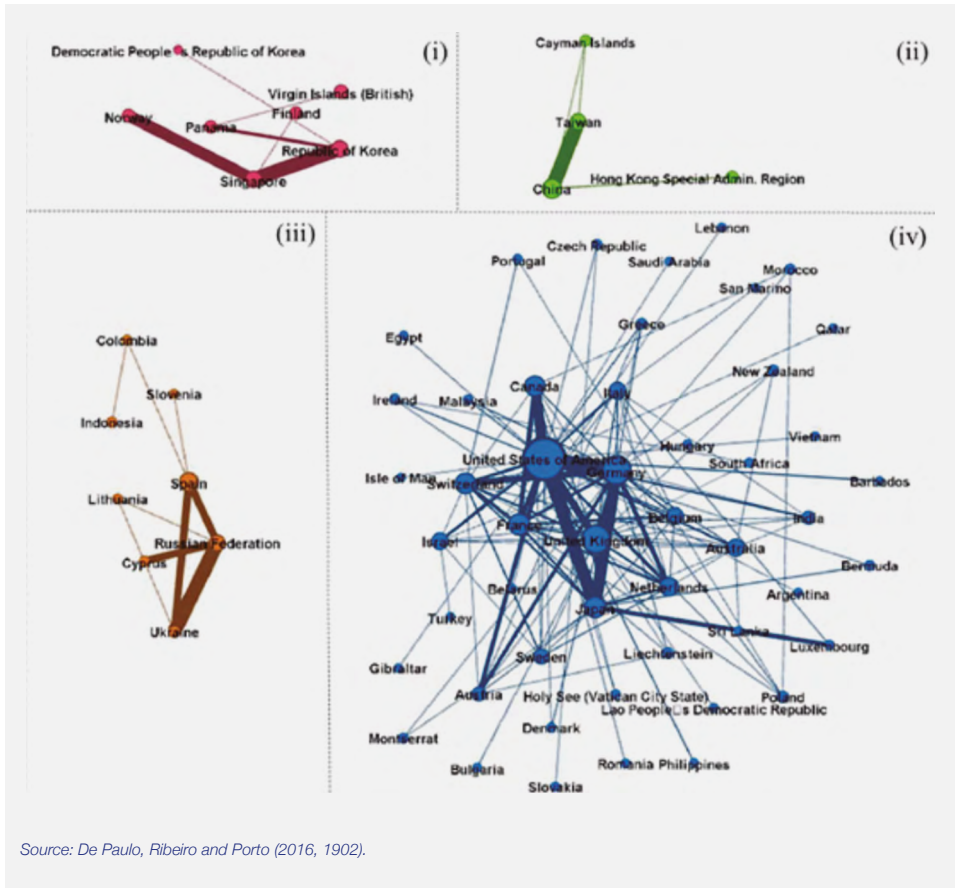 (i)
Democratic People s Republic of Korea
Virgin Islands (British)
Finland
Norway
Panama
Republic of Korea
Singapore
(ii)
Cayman Islands
Taiwan
Hong Kong Special Admin. Region
China
(iii)
Colombia
Slovenia
Indonesia
Spain
Lithuania
Russian Federation
Cyprus
Ukraine
(iv)
Lebanon
Czech Republic
Portugal
Saudi Arabia
Morocco
San Marino
Greece
Qatar
Egypt
New Zealand
Canada
Italy
Ireland
Malaysia
Hungary
Vietnam
United States of America
South Africa
Germany
Isle of Man
Switzerland
Barbados
Belgium
India
France
United Kingdom
Israel
Australia
Bermuda
Belarus
Netherlands
Argentina
Japan
Turkey
Sri Lanka
Luxembourg
Sweden
Liechtenstein
Gibraltar
Austria
Holy See (Vatican City State)
Poland
Lao People□s Democratic Republic
Denmark
Montserrat
Bulgaria
Romania
Philippines
Slovakia
Source: De Paulo, Ribeiro and Porto (2016, 1902).